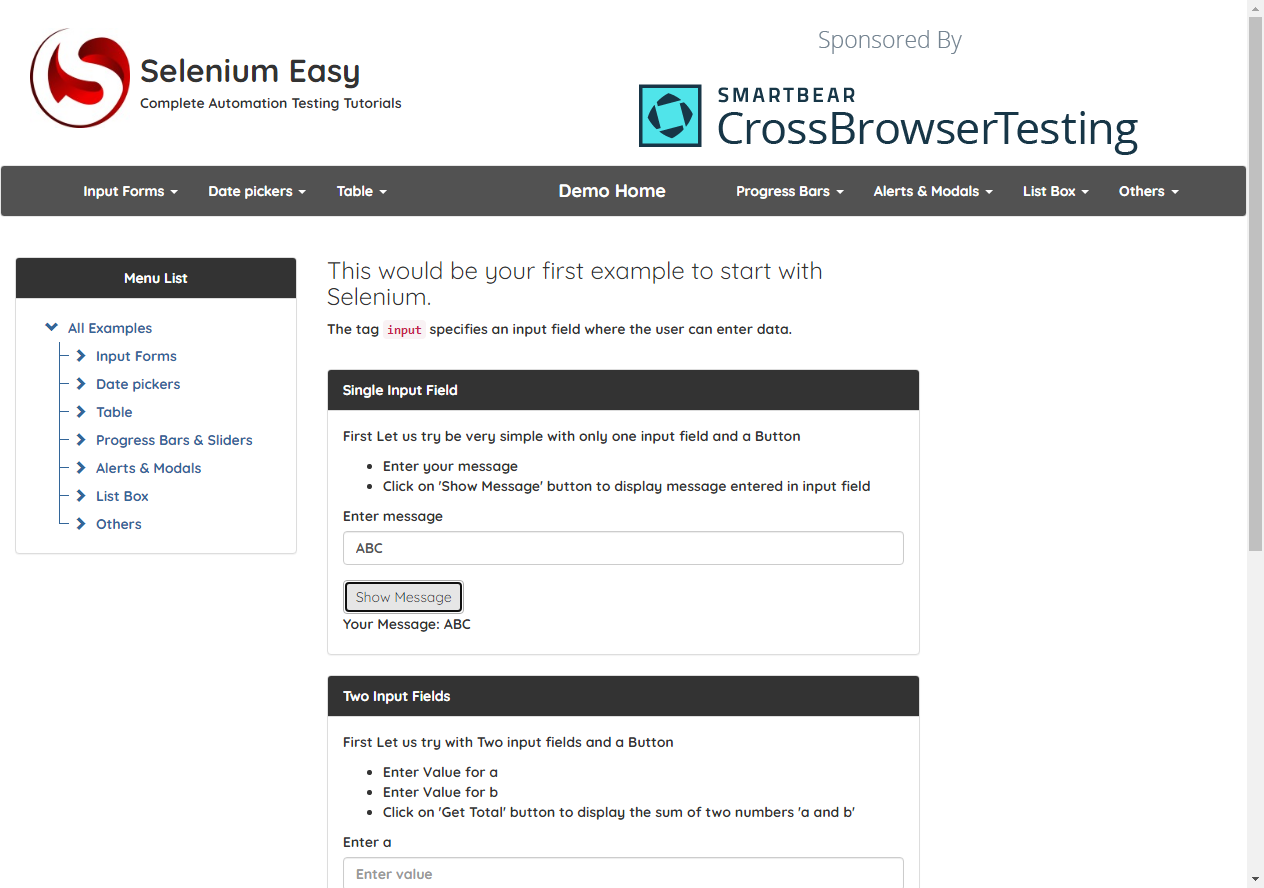 Selenium Easy
Complete Automation Testing Tutorials
Sponsored By
SMARTBEAR
CrossBrowserTesting
Input Forms
Date pickers
Table
Demo Home
Progress Bars
Alerts & Modals
List Box
Others
Menu List
All Examples
Input Forms
Date pickers
Table
Progress Bars & Sliders
Alerts & Modals
List Box
Others
This would be your first example to start with
Selenium.
The tag input specifies an input field where the user can enter data.
Single Input Field
First Let us try be very simple with only one input field and a Button
Enter your message
Click on 'Show Message' button to display message entered in input field
Enter message
ABC
Show Message
Your Message: ABC
Two Input Fields
First Let us try with Two input fields and a Button
Enter Value for a
Enter Value for b
Click on 'Get Total' button to display the sum of two numbers 'a and b'
Enter a
Enter value